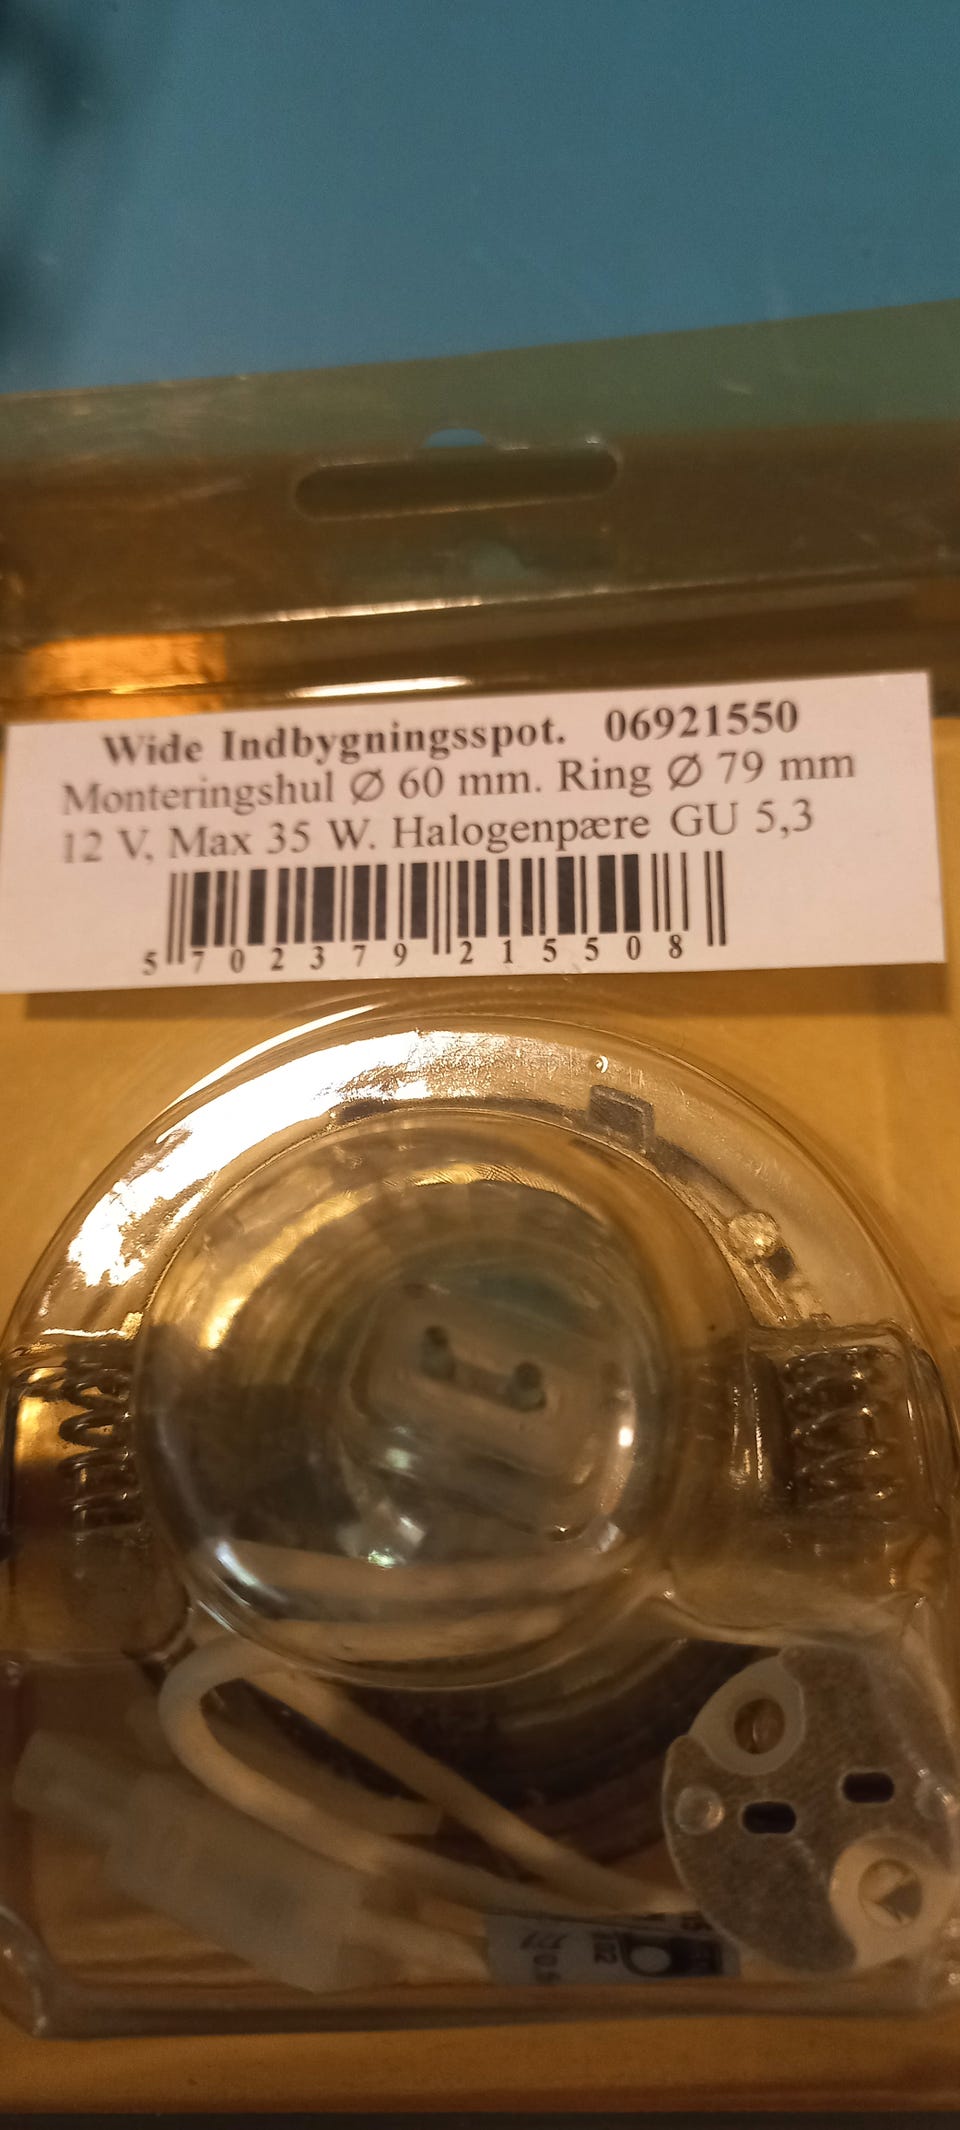 Wide Indbygningsspot. 06921550
Monteringshul Ø 60 mm. Ring Ø 79 mm
12 V, Max 35 W. Halogenpære GU 5,3
5 702379 215508